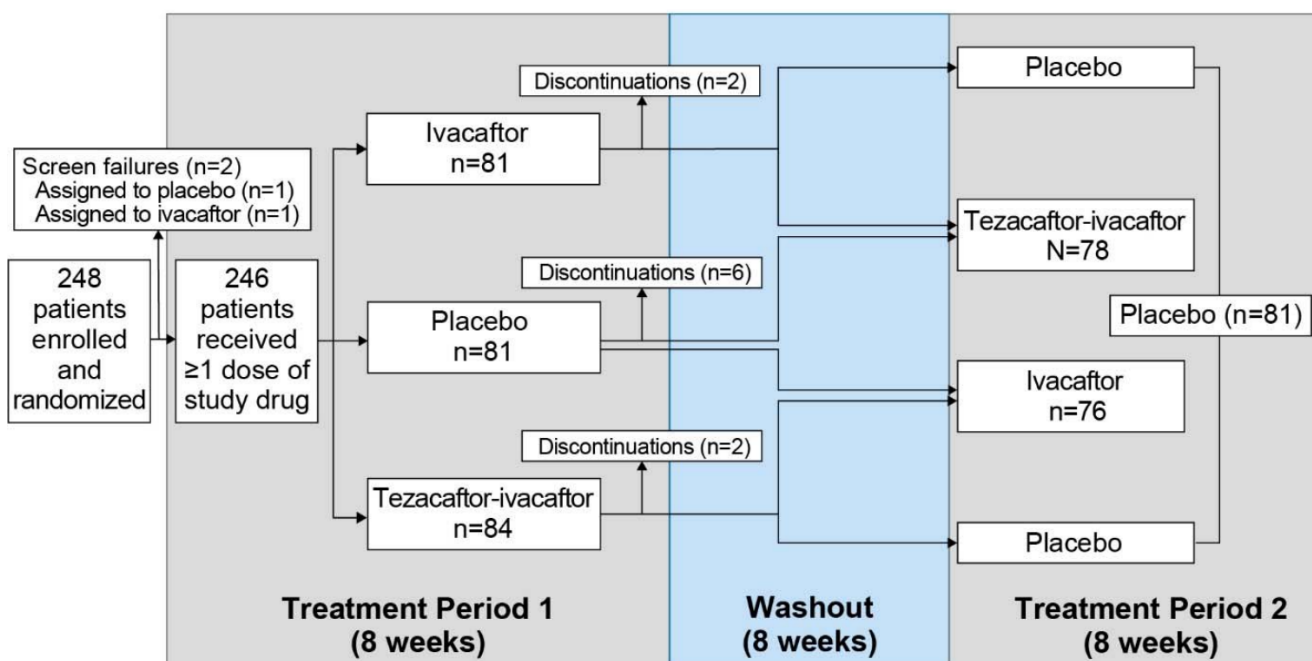 Screen failures (n=2)
Assigned to placebo (n=1)
Assigned to ivacaftor (n=1)
248
patients
enrolled
and
randomized
246
patients
received
≥1 dose of
study drug
Discontinuations (n=2)
Ivacaftor
n=81
Discontinuations (n=6)
Placebo
n=81
Discontinuations (n=2)
Tezacaftor-ivacaftor
n=84
Placebo
Tezacaftor-ivacaftor
N=78
Placebo (n=81)
Ivacaftor
n=76
Placebo
Treatment Period 1
(8 weeks)
Washout
(8 weeks)
Treatment Period 2
(8 weeks)